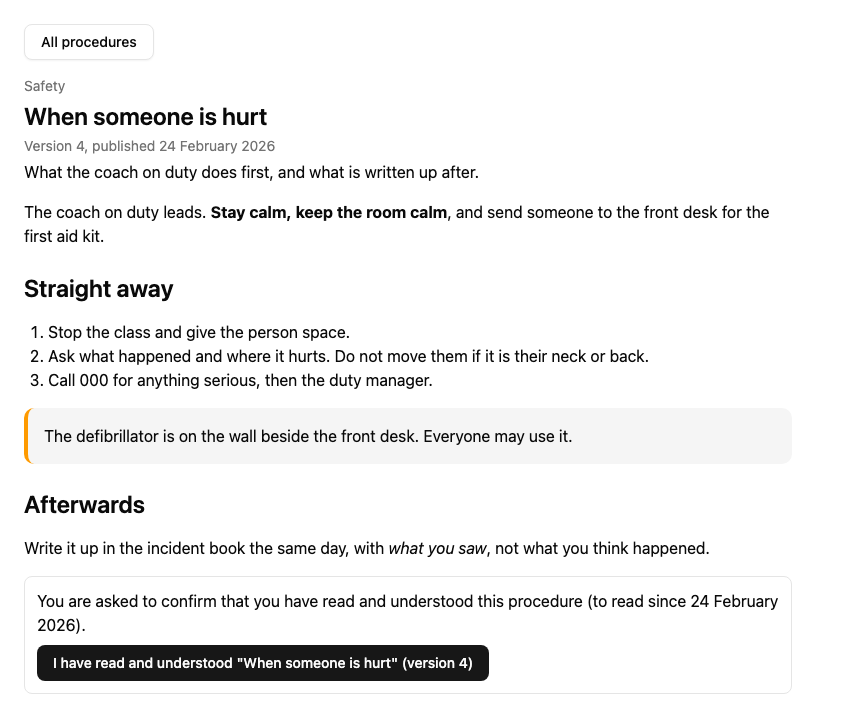 All procedures
Safety
When someone is hurt
Version 4, published 24 February 2026
What the coach on duty does first, and what is written up after.
The coach on duty leads. Stay calm, keep the room calm, and send someone to the front desk for the
first aid kit.
Straight away
1. Stop the class and give the person space.
2. Ask what happened and where it hurts. Do not move them if it is their neck or back.
3. Call 000 for anything serious, then the duty manager.
The defibrillator is on the wall beside the front desk. Everyone may use it.
Afterwards
Write it up in the incident book the same day, with what you saw, not what you think happened.
You are asked to confirm that you have read and understood this procedure (to read since 24 February
2026).
I have read and understood "When someone is hurt" (version 4)